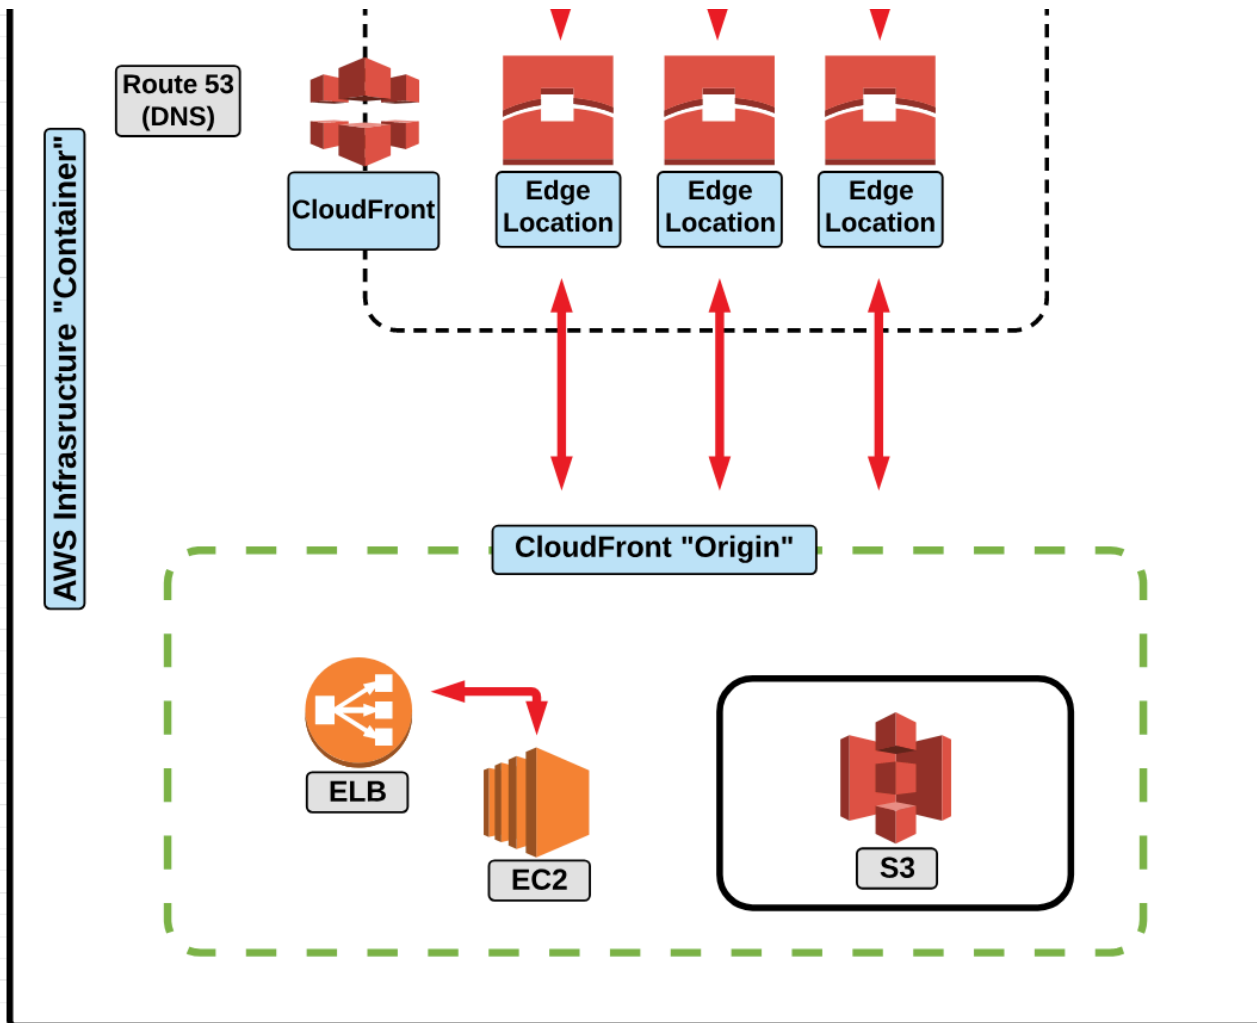 Route 53
(DNS)
CloudFront
Edge
Location
Edge
Location
Edge
Location
AWS Infrasructure "Container"
CloudFront "Origin"
ELB
EC2
S3